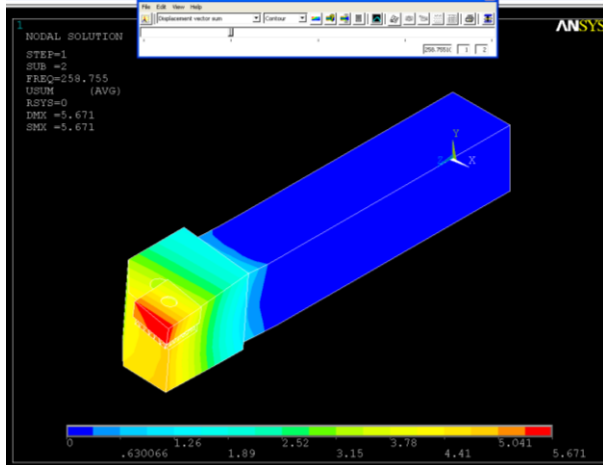 File Edit View Help
Displacement vector sum Contour
258.755
1
2
1
ANSYS
NODAL SOLUTION
STEP=1
SUB =2
FREQ=258.755
USUM (AVG)
RSYS=0
DMX =5.671
SMX =5.671
Y
Z X
0 1.26 2.52 3.78 5.041
.630066 1.89 3.15 4.41 5.671